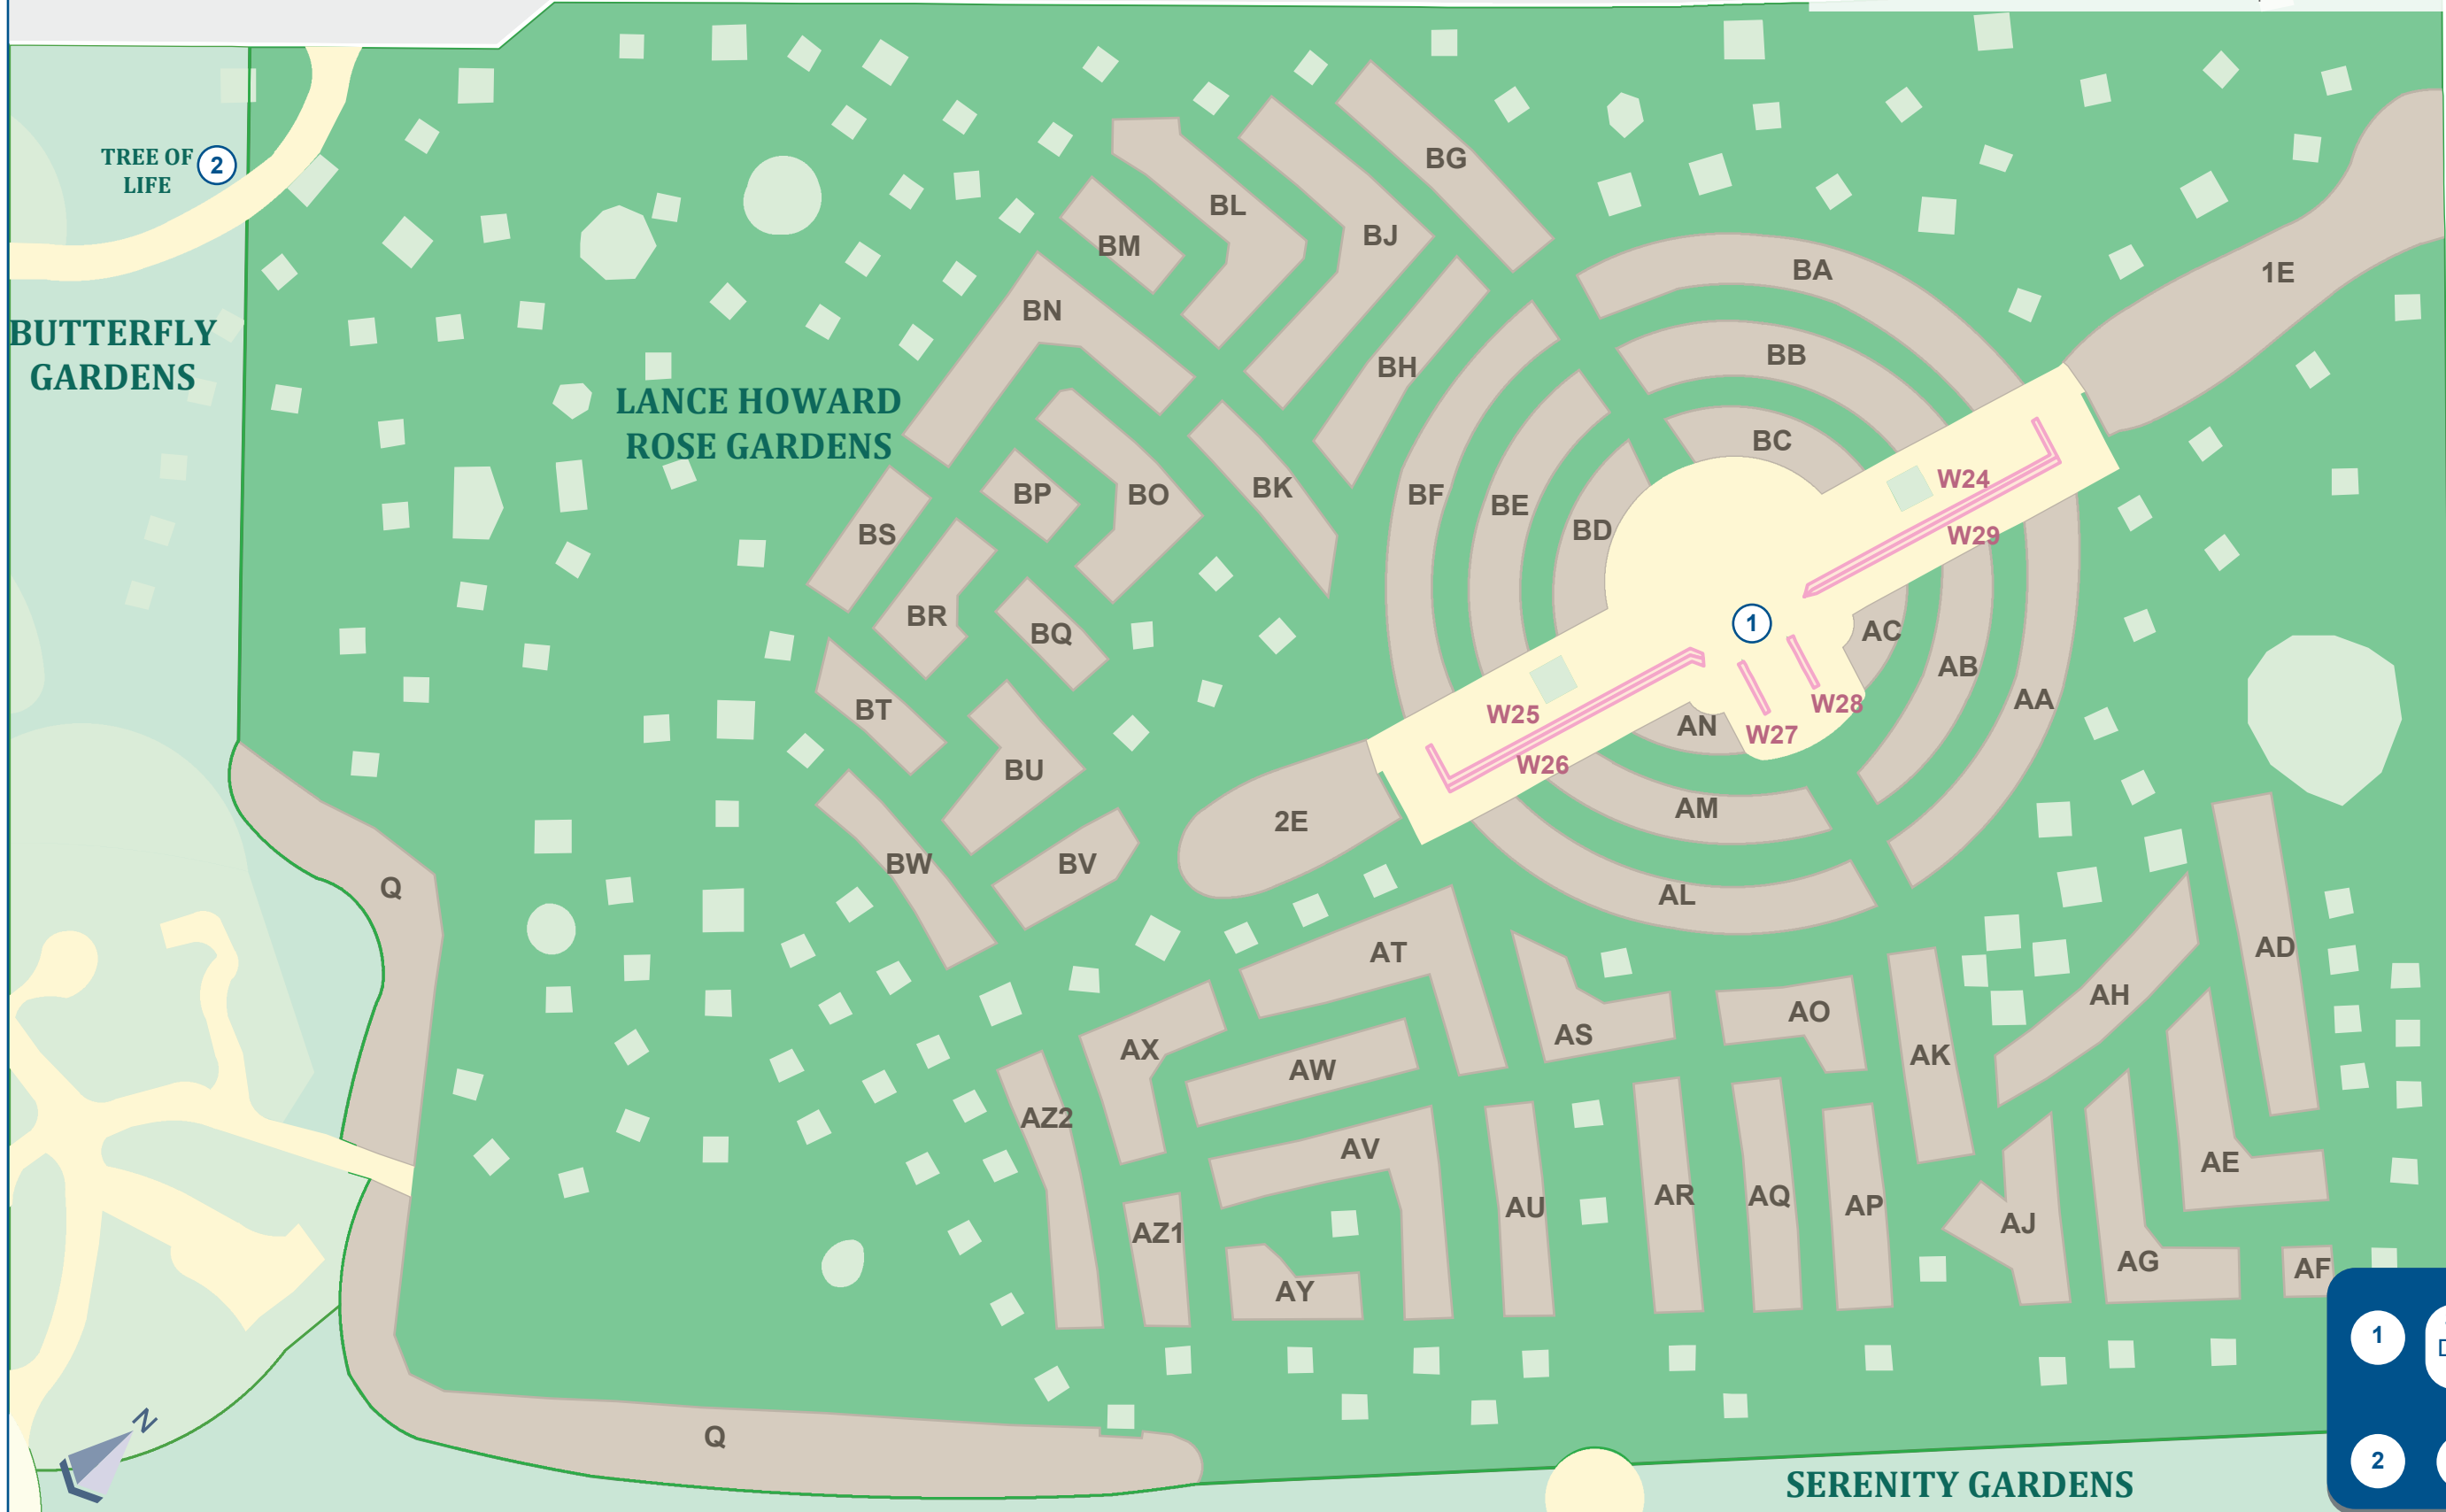 TREE OF
LIFE
2
BUTTERFLY
GARDENS
LANCE HOWARD
ROSE GARDENS
BG
BL
BJ
BM
BN
BA
1E
BB
BH
BC
BF
BE
BD
BK
BO
BP
BS
BR
BQ
W24
W29
1
AC
AB
AA
BT
BU
W25
W26
AN
W27
W28
2E
AM
AL
BW
BV
Q
AT
AS
AO
AK
AH
AD
AX
AW
AZ2
AV
AU
AR
AQ
AP
AJ
AG
AE
AF
AZ1
AY
Q
N
1
2
SERENITY GARDENS